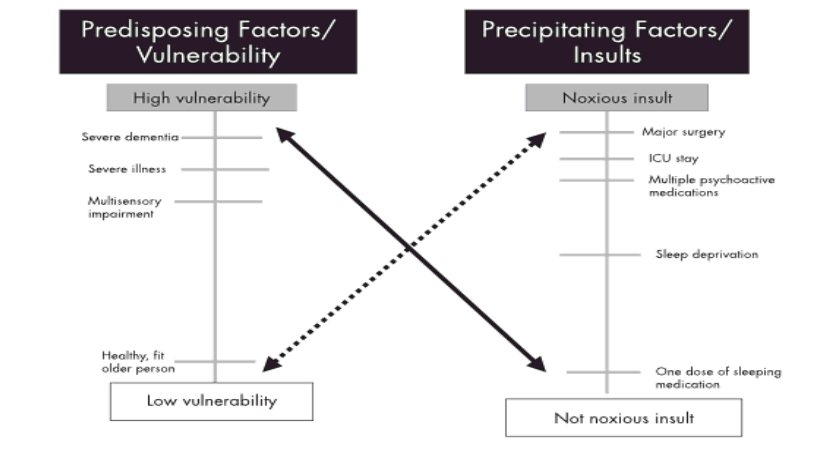 Predisposing Factors/
Vulnerability
High vulnerability
Severe dementia
Severe illness
Multisensory
impairment
Healthy, fit
older person
Low vulnerability
Precipitating Factors/
Insults
Noxious insult
Major surgery
ICU stay
Multiple psychoactive
medications
Sleep deprivation
One dose of sleeping
medication
Not noxious insult